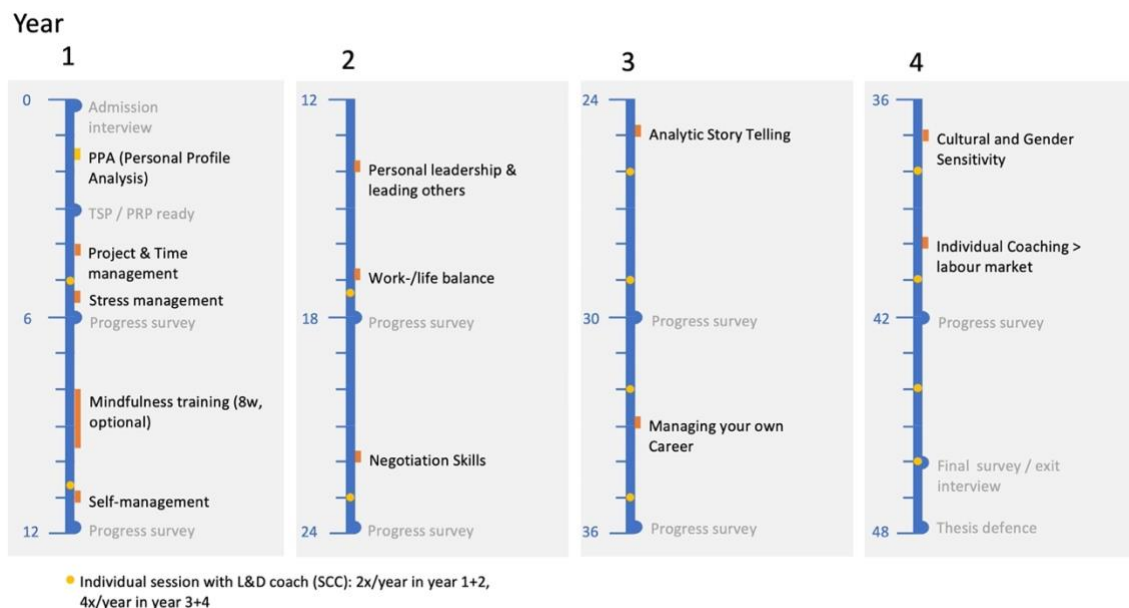 Year
1
0
Admission
interview
PPA (Personal Profile
Analysis)
TSP / PRP ready
Project & Time
management
Stress management
6
Progress survey
Mindfulness training (8w,
optional)
Self-management
12
Progress survey
2
12
Personal leadership &
leading others
Work-/life balance
18
Progress survey
Negotiation Skills
24
Progress survey
3
24
Analytic Story Telling
30
Progress survey
Managing your own
Career
36
Progress survey
4
36
Cultural and Gender
Sensitivity
Individual Coaching >
labour market
42
Progress survey
Final survey / exit
interview
48
Thesis defence
Individual session with L&D coach (SCC): 2x/year in year 1+2,
4x/year in year 3+4